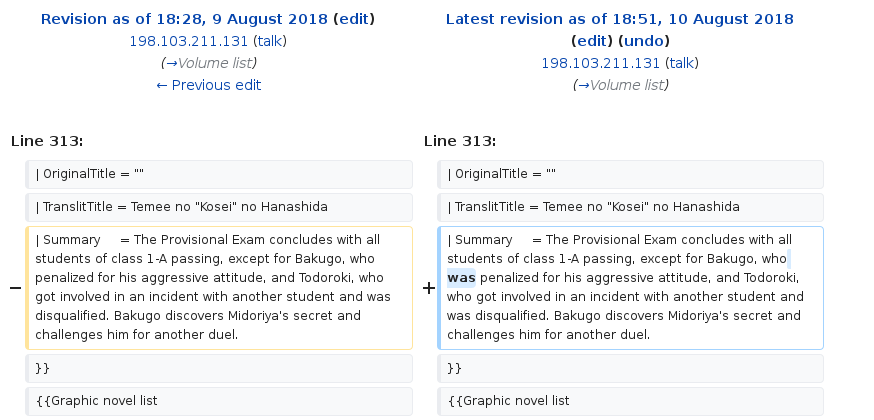 Revision as of 18:28, 9 August 2018 (edit)
198.103.211.131 (talk)
(→Volume list)
← Previous edit
Latest revision as of 18:51, 10 August 2018
(edit) (undo)
198.103.211.131 (talk)
(→Volume list)
Line 313:
Line 313:
| OriginalTitle = ""
| OriginalTitle = ""
| TranslitTitle = Temee no "Kosei" no Hanashida
| TranslitTitle = Temee no "Kosei" no Hanashida
−
| Summary = The Provisional Exam concludes with all
students of class 1-A passing, except for Bakugo, who
penalized for his aggressive attitude, and Todoroki, who
got involved in an incident with another student and was
disqualified. Bakugo discovers Midoriya's secret and
challenges him for another duel.
+
| Summary = The Provisional Exam concludes with all
students of class 1-A passing, except for Bakugo, who
was penalized for his aggressive attitude, and Todoroki,
who got involved in an incident with another student and
was disqualified. Bakugo discovers Midoriya's secret and
challenges him for another duel.
}}
}}
{{Graphic novel list
{{Graphic novel list